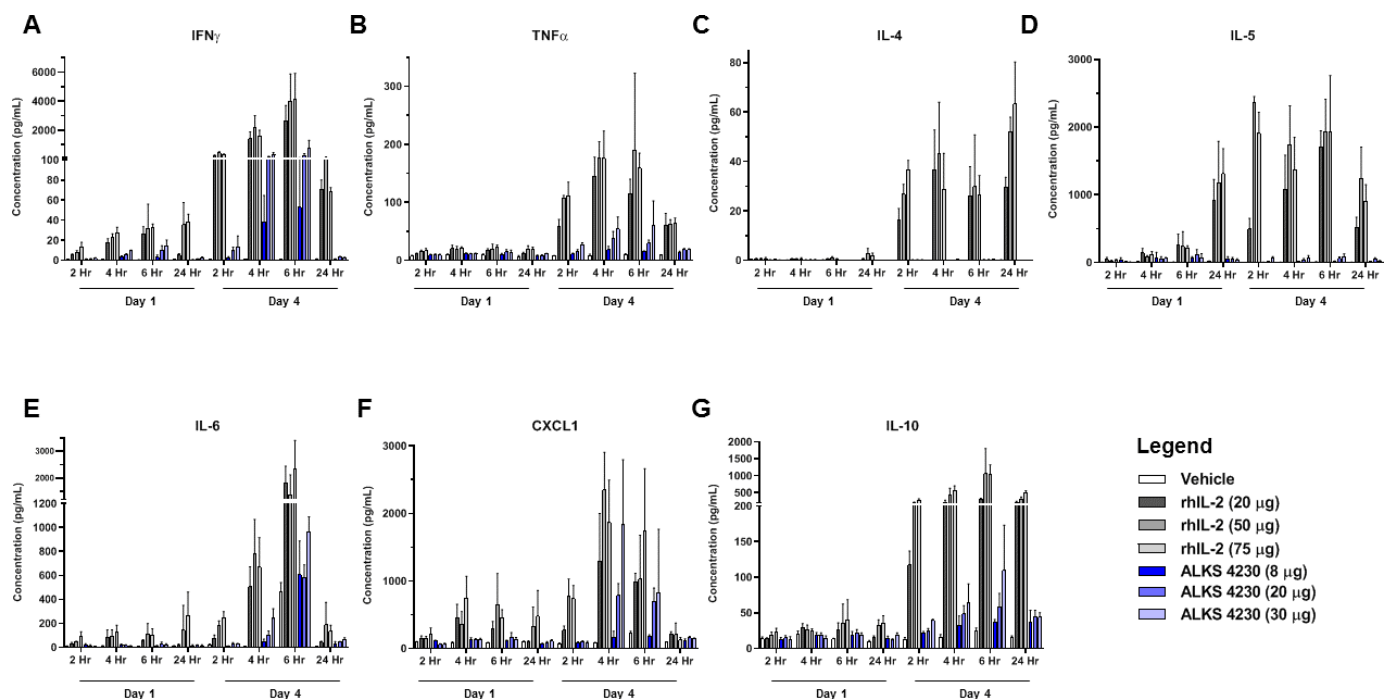 A
IFNγ
Concentration (pg/mL)
6000
4000
2000
100
80
60
40
20
0
2 Hr 4 Hr 6 Hr 24 Hr 2 Hr 4 Hr 6 Hr 24 Hr
Day 1 Day 4
B
TNFα
Concentration (pg/mL)
300
200
100
0
2 Hr 4 Hr 6 Hr 24 Hr 2 Hr 4 Hr 6 Hr 24 Hr
Day 1 Day 4
C
IL-4
Concentration (pg/mL)
80
60
40
20
0
2 Hr 4 Hr 6 Hr 24 Hr 2 Hr 4 Hr 6 Hr 24 Hr
Day 1 Day 4
D
IL-5
Concentration (pg/mL)
3000
2000
1000
0
2 Hr 4 Hr 6 Hr 24 Hr 2 Hr 4 Hr 6 Hr 24 Hr
Day 1 Day 4
E
IL-6
Concentration (pg/mL)
3000
2000
1200
1000
800
600
400
200
0
2 Hr 4 Hr 6 Hr 24 Hr 2 Hr 4 Hr 6 Hr 24 Hr
Day 1 Day 4
F
CXCL1
Concentration (pg/mL)
3000
2000
1000
0
2 Hr 4 Hr 6 Hr 24 Hr 2 Hr 4 Hr 6 Hr 24 Hr
Day 1 Day 4
G
IL-10
Concentration (pg/mL)
2000
1500
1000
500
200
150
100
50
0
2 Hr 4 Hr 6 Hr 24 Hr 2 Hr 4 Hr 6 Hr 24 Hr
Day 1 Day 4
Legend
Vehicle
rhIL-2 (20 μg)
rhIL-2 (50 μg)
rhIL-2 (75 μg)
ALKS 4230 (8 μg)
ALKS 4230 (20 μg)
ALKS 4230 (30 μg)